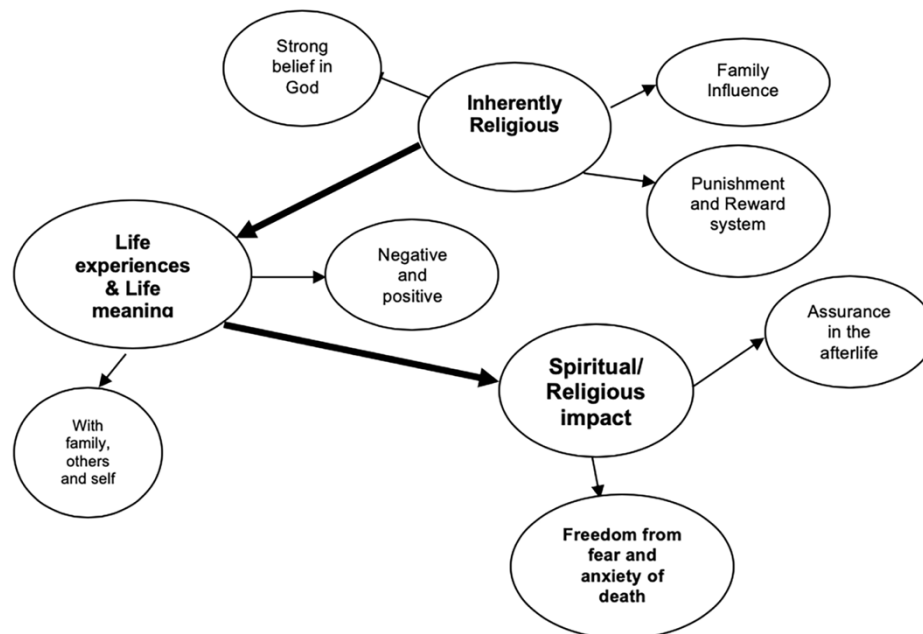 Strong
belief in
God
Inherently
Religious
Family
Influence
Punishment
and Reward
system
Life
experiences
& Life
meaning
Negative
and
positive
Assurance
in the
afterlife
Spiritual/
Religious
impact
With
family,
others
and self
Freedom from
fear and
anxiety of
death